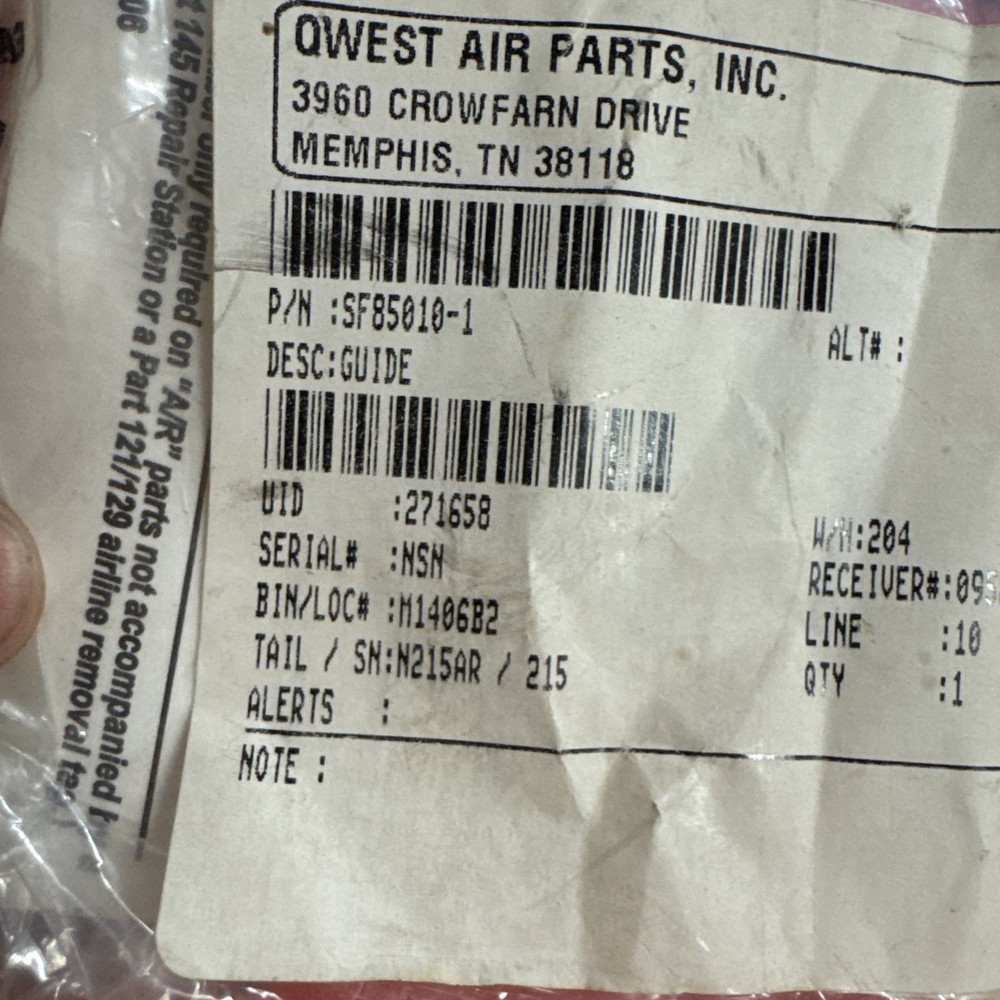 QWEST AIR PARTS, INC.
3960 CROWFARN DRIVE
MEMPHIS, TN 38118
P/N :SF85010-1
ALT# :
DESC:GUIDE
UID :271658
W/H:204
SERIAL# :NSN
RECEIVER#:095
BIN/LOC# :M1406B2
LINE :10
TAIL / SN:N215AR / 215
QTY :1
ALERTS :
NOTE :
only required on "A/R" parts not accompanied
145 Repair Station or a Part 121/129 airline removal
06